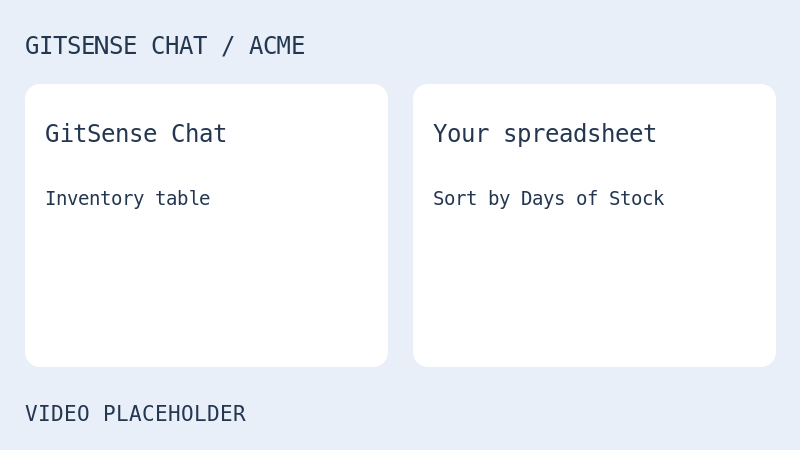 GITSENSE CHAT / ACME
GitSense Chat
Inventory table
Your spreadsheet
Sort by Days of Stock
VIDEO PLACEHOLDER